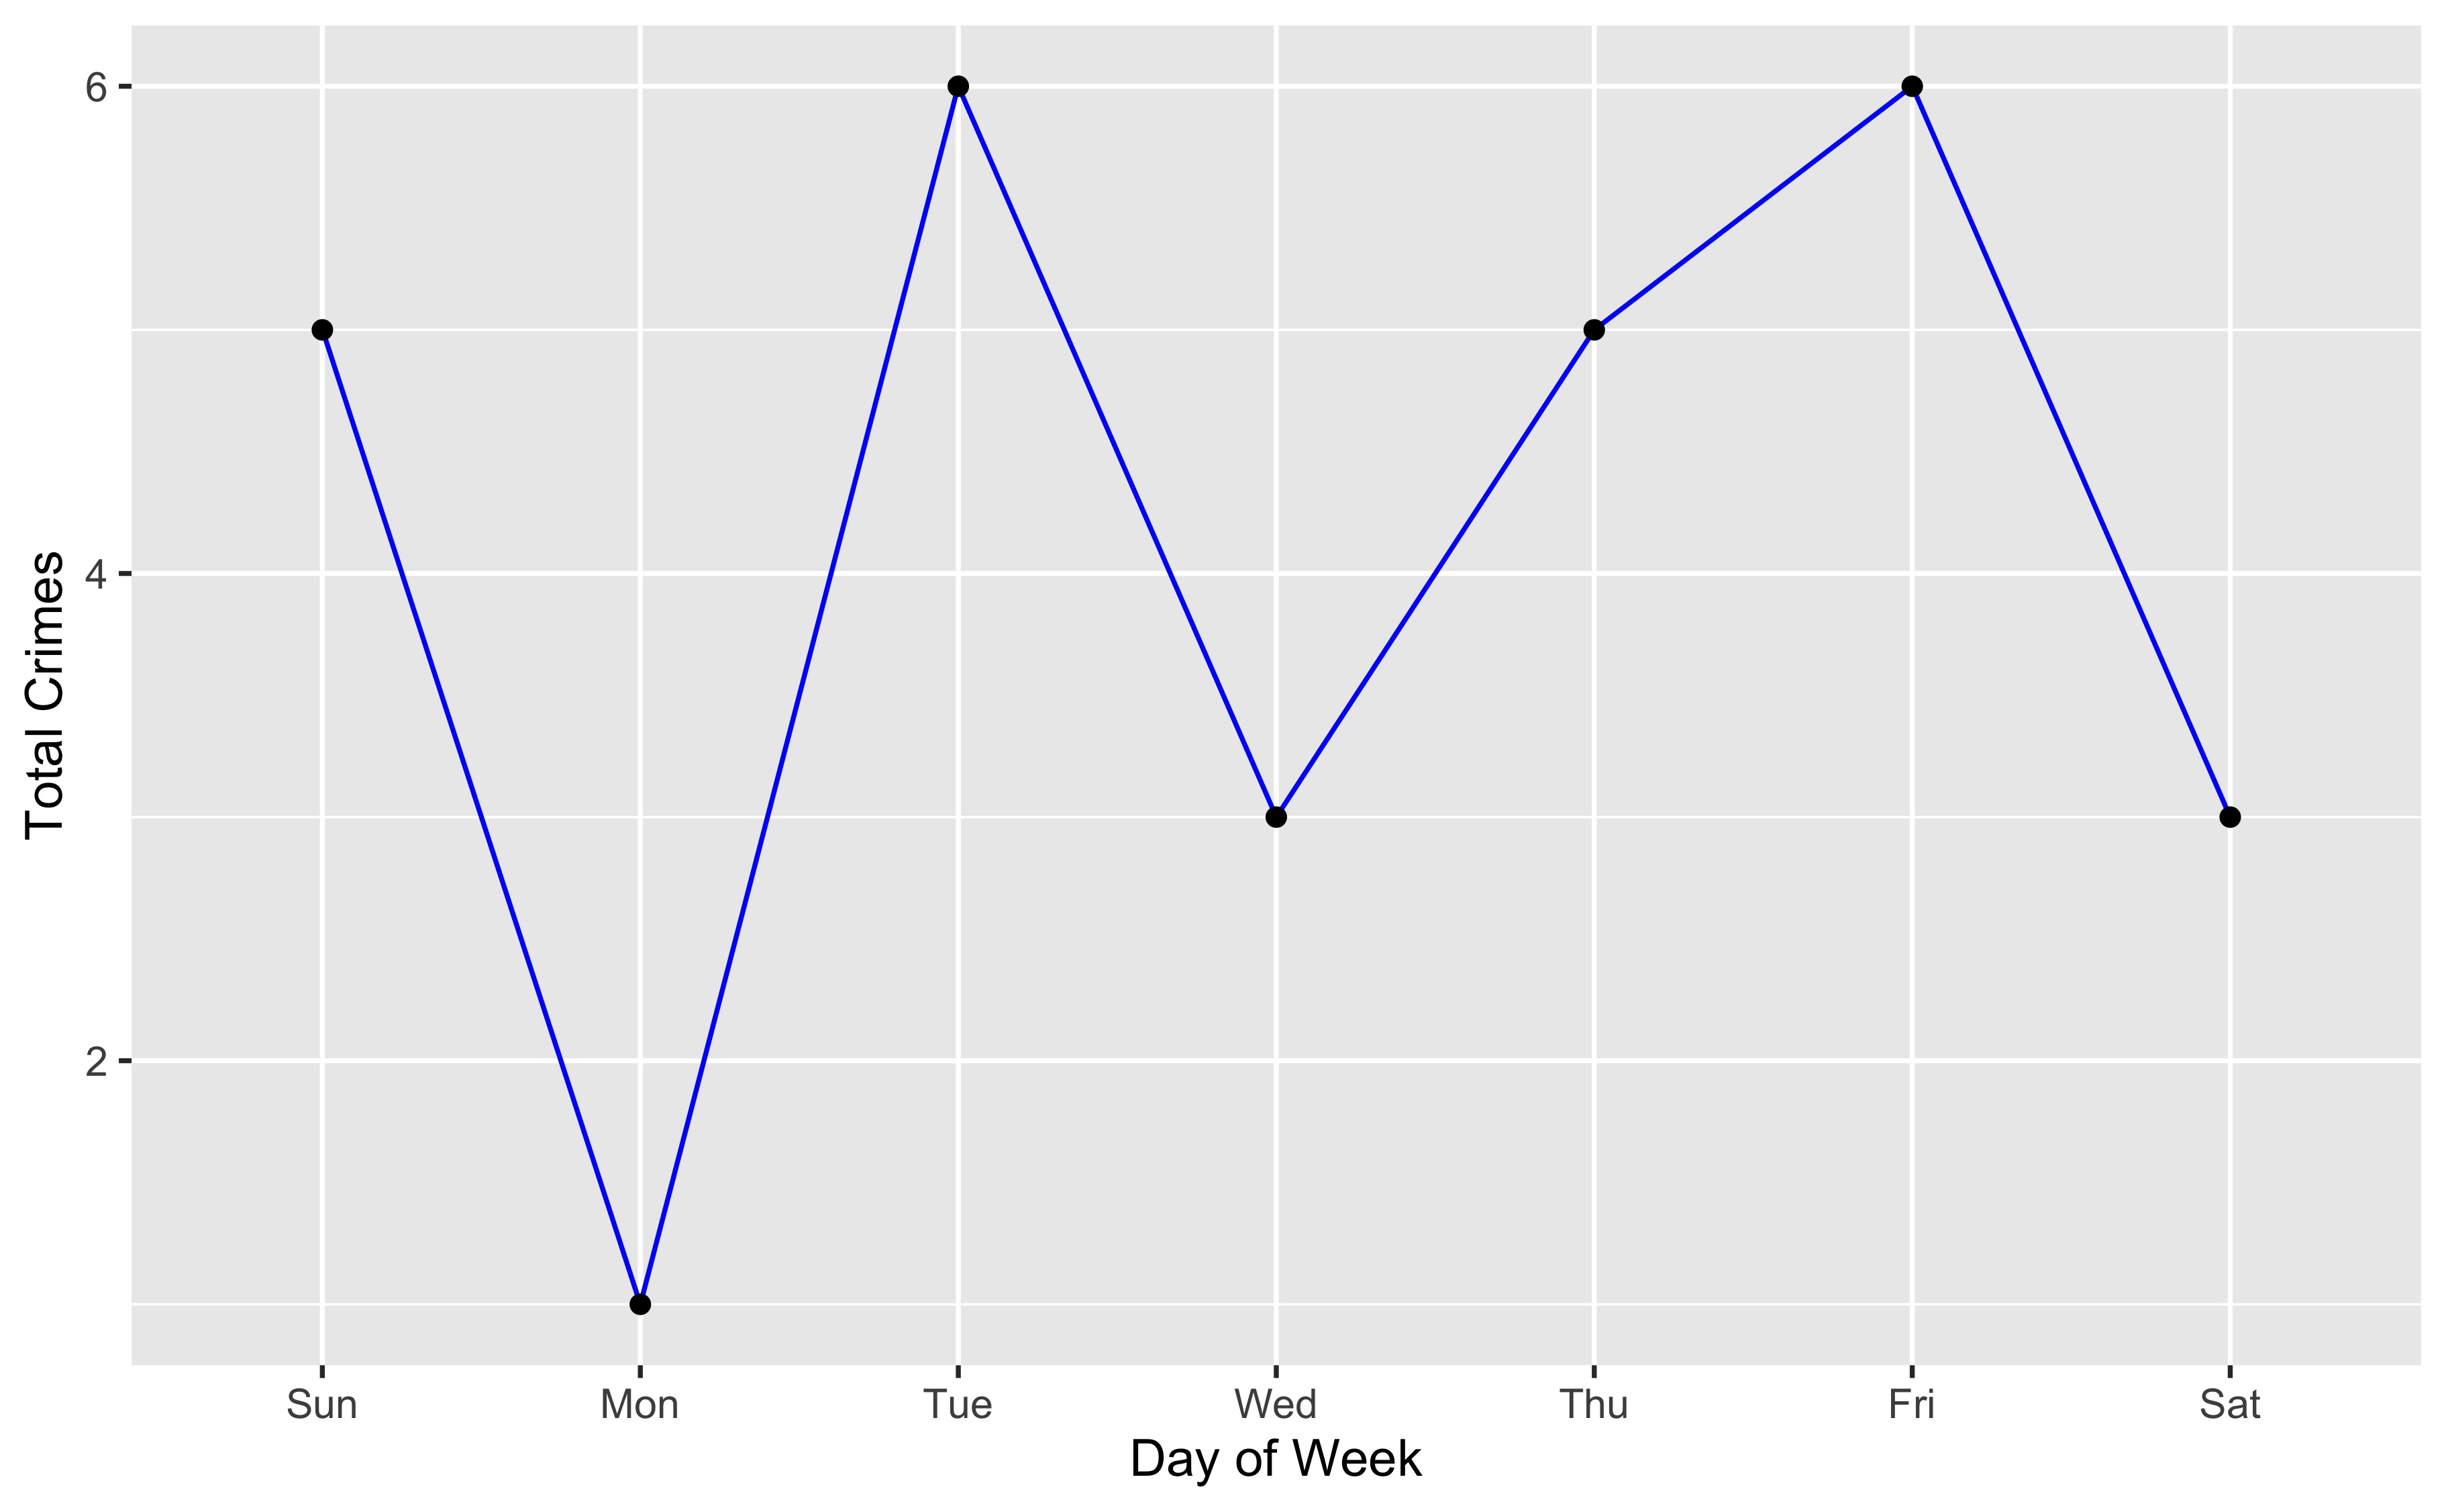 6
4
2
Total Crimes
Sun Mon Tue Wed Thu Fri Sat
Day of Week